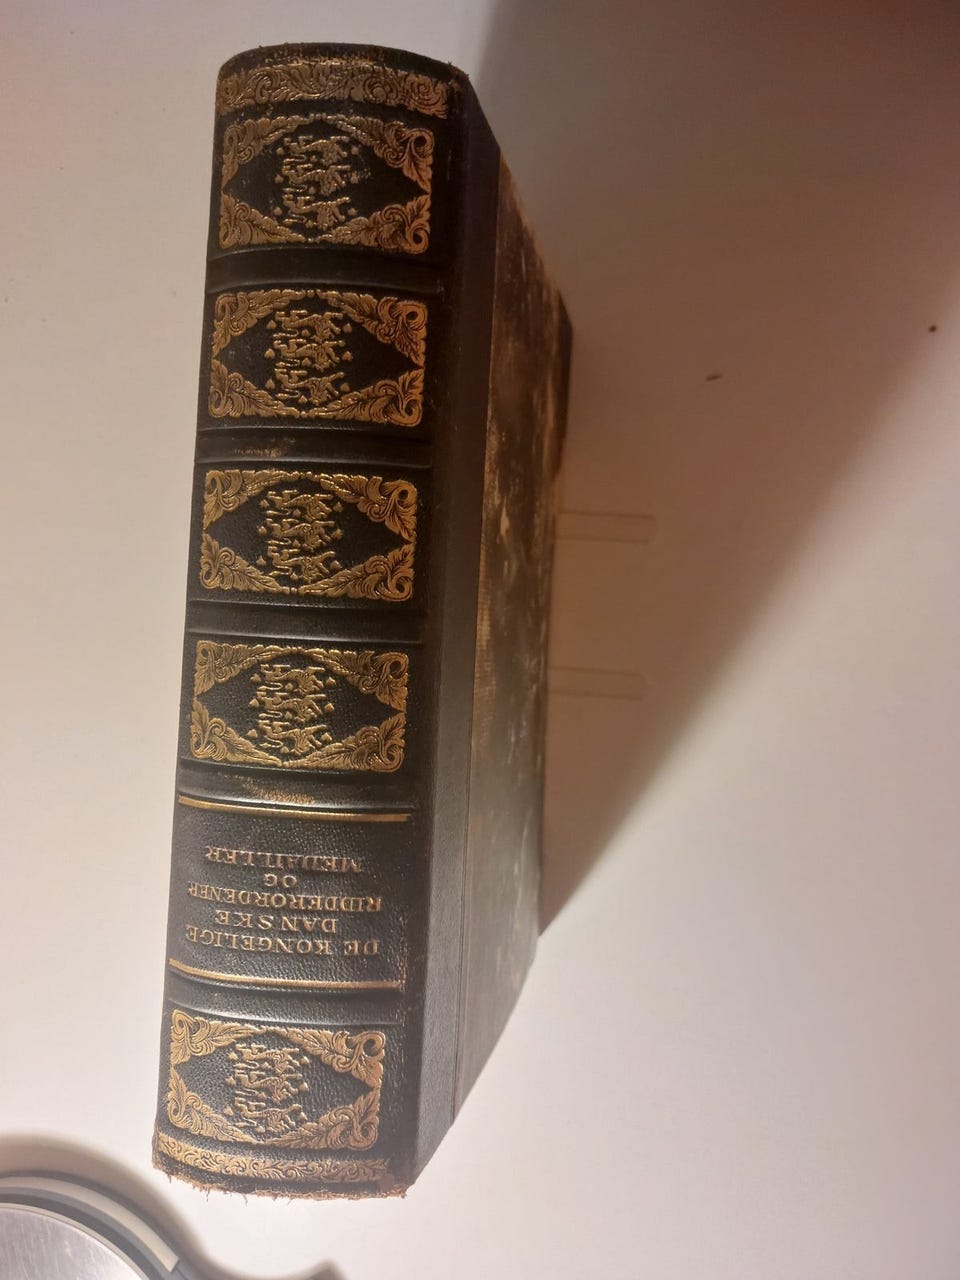 DE KONGELIGE
DANSKE
RIDDERORDENER
OG
MEDAILLER